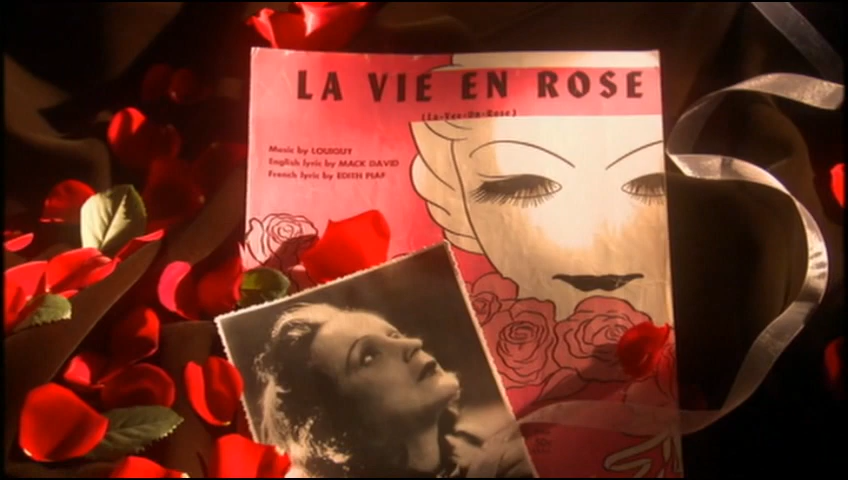 LA VIE EN ROSE
(La-Vee-On-Rose)
Music by LOUIGUY
English lyric by MACK DAVID
French lyric by EDITH PIAF